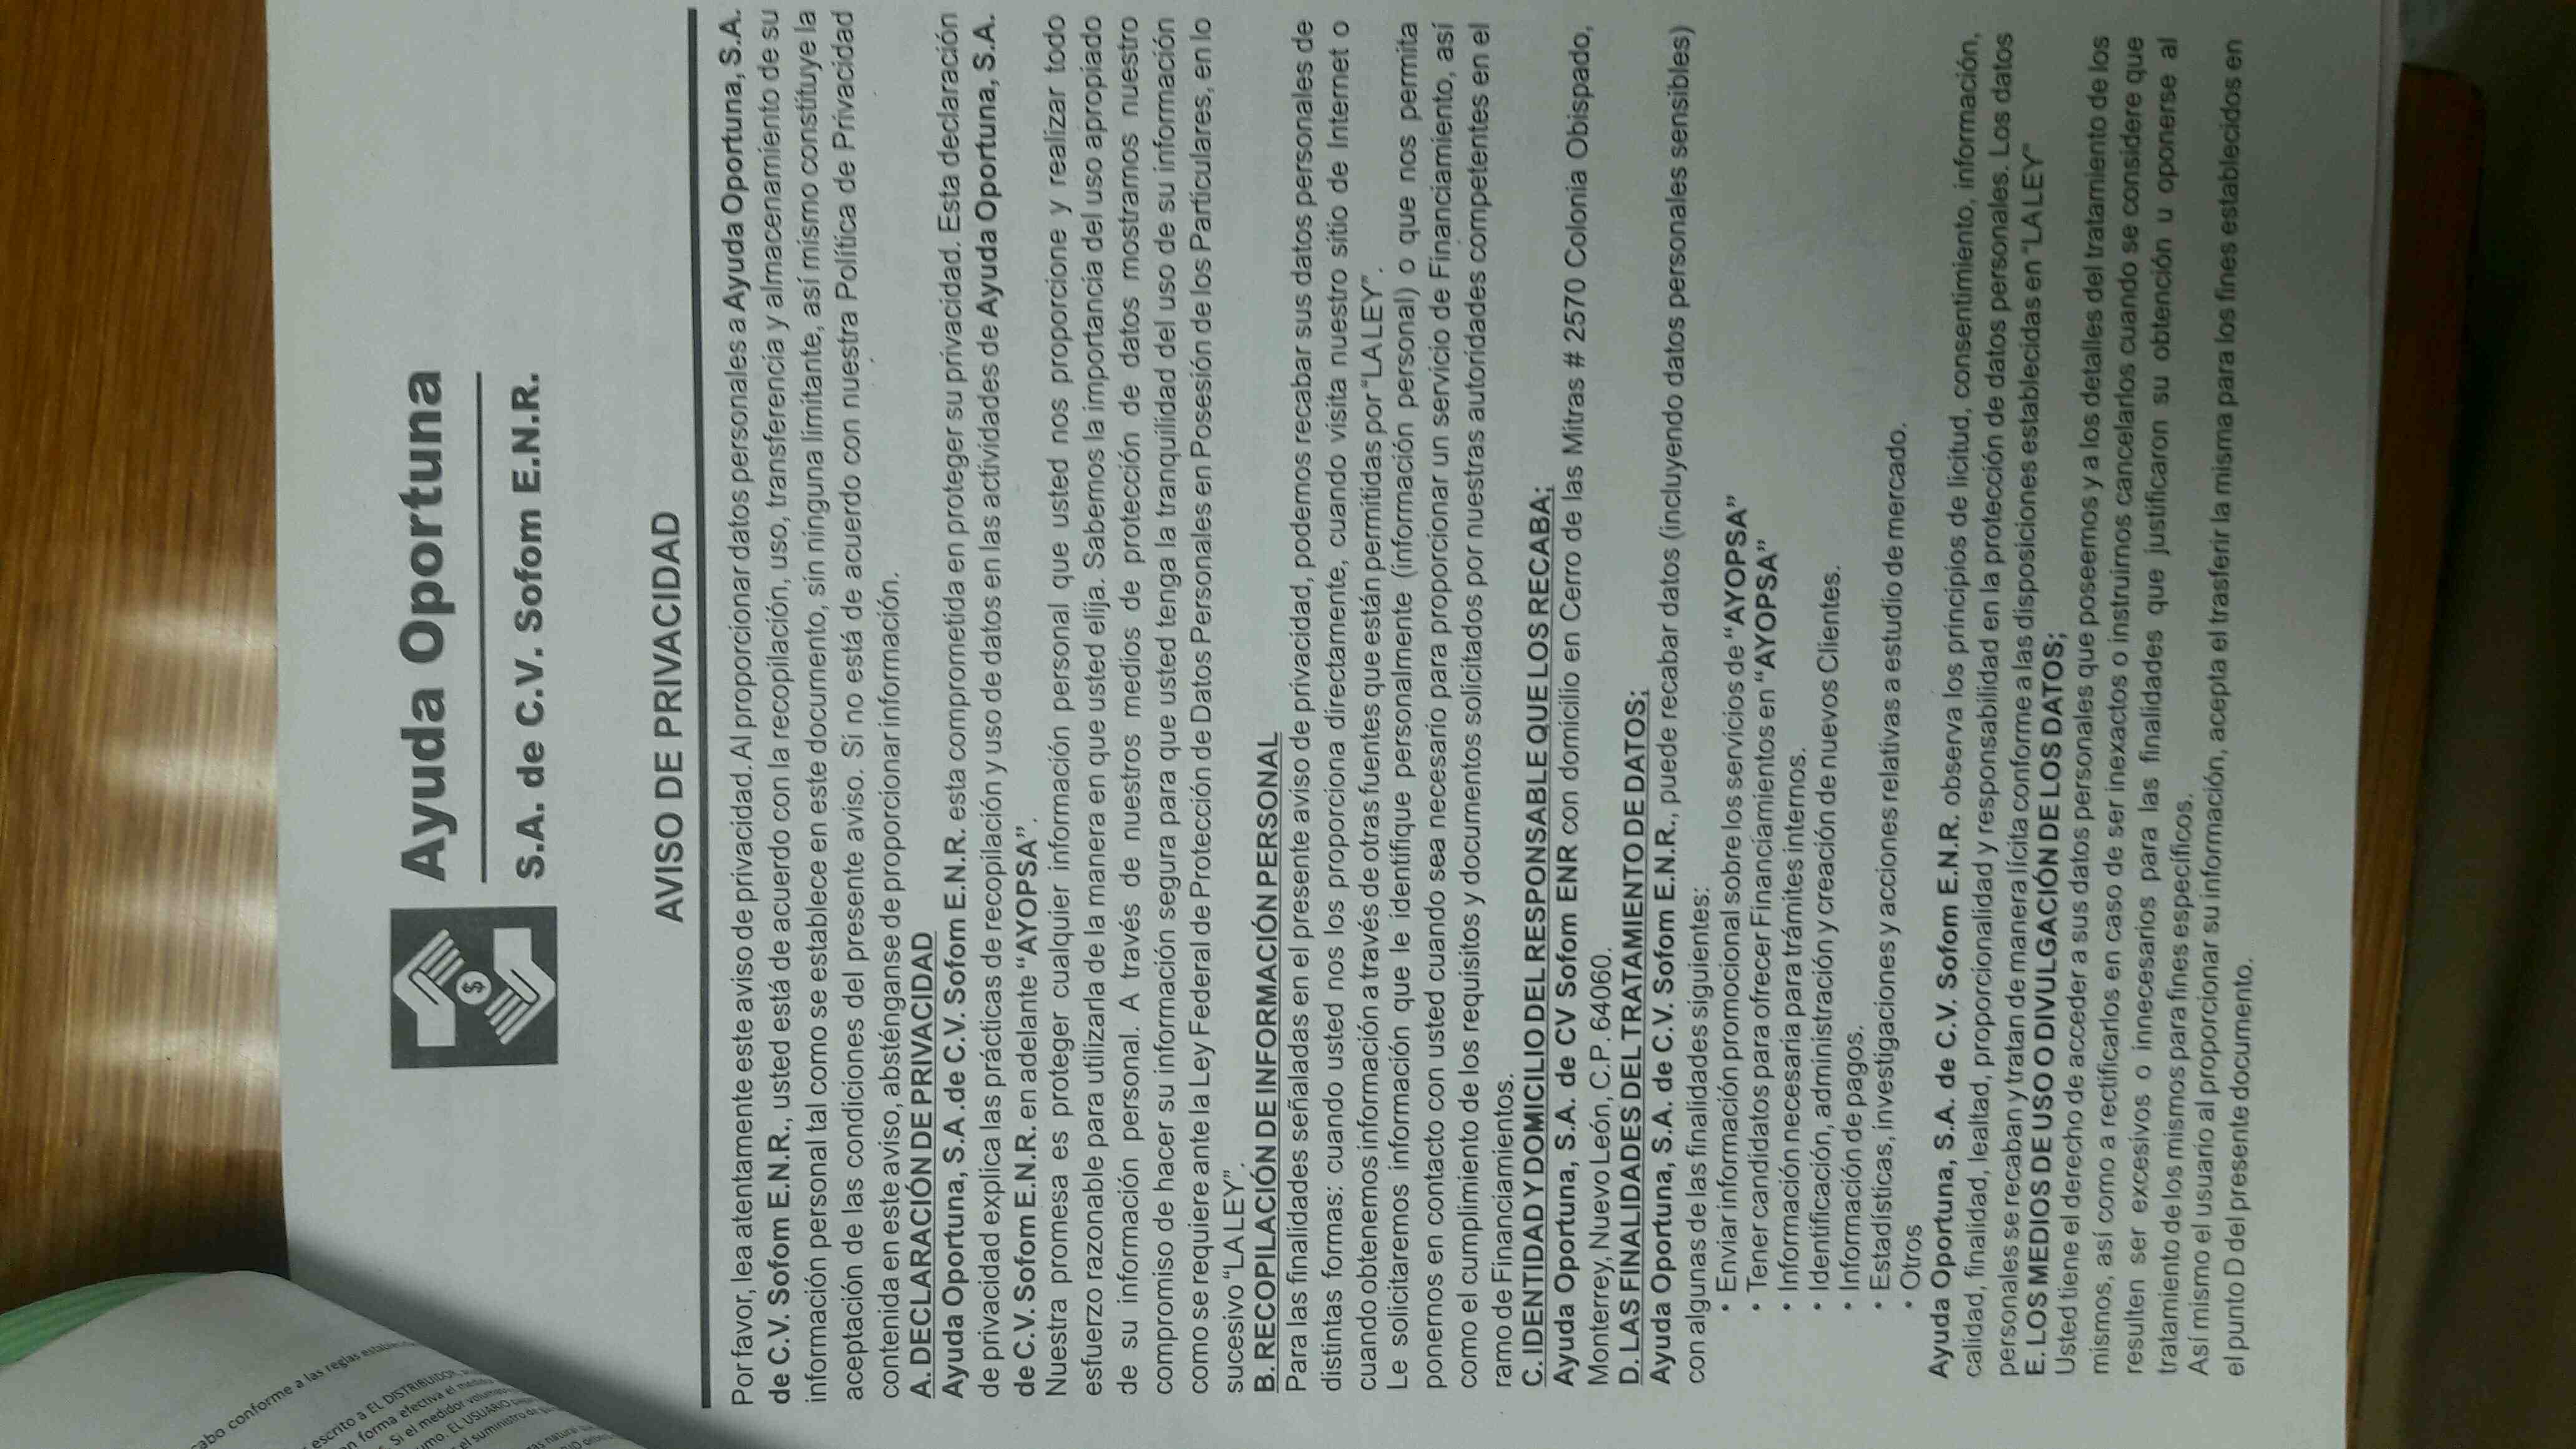 Ayuda Oportuna
S.A. de C.V. Sofom E.N.R.
$
AVISO DE PRIVACIDAD
Por favor, lea atentamente este aviso de privacidad. Al proporcionar datos personales a Ayuda Oportuna, S.A.
de C.V. Sofom E.N.R., usted está de acuerdo con la recopilación, uso, transferencia y almacenamiento de su
información personal tal como se establece en este documento, sin ninguna limitante, así mismo constituye la
aceptación de las condiciones del presente aviso. Si no está de acuerdo con nuestra Política de Privacidad
contenida en este aviso, absténganse de proporcionar información.
A. DECLARACIÓN DE PRIVACIDAD
Ayuda Oportuna, S.A .de C.V. Sofom E.N.R. esta comprometida en proteger su privacidad. Esta declaración
de privacidad explica las prácticas de recopilación y uso de datos en las actividades de Ayuda Oportuna, S.A.
de C.V. Sofom E.N.R. en adelante “AYOPSA”.
Nuestra promesa es proteger cualquier información personal que usted nos proporcione y realizar todo
esfuerzo razonable para utilizarla de la manera en que usted elija. Sabemos la importancia del uso apropiado
de su información personal. A través de nuestros medios de protección de datos mostramos nuestro
compromiso de hacer su información segura para que usted tenga la tranquilidad del uso de su información
como se requiere ante la Ley Federal de Protección de Datos Personales en Posesión de los Particulares, en lo
sucesivo “LA LEY”.
B. RECOPILACIÓN DE INFORMACIÓN PERSONAL
Para las finalidades señaladas en el presente aviso de privacidad, podemos recabar sus datos personales de
distintas formas: cuando usted nos los proporciona directamente, cuando visita nuestro sitio de Internet o
cuando obtenemos información a través de otras fuentes que están permitidas por “LA LEY”.
Le solicitaremos información que le identifique personalmente (información personal) o que nos permita
ponernos en contacto con usted cuando sea necesario para proporcionar un servicio de Financiamiento, así
como el cumplimiento de los requisitos y documentos solicitados por nuestras autoridades competentes en el
ramo de Financiamientos.
C. IDENTIDAD Y DOMICILIO DEL RESPONSABLE QUE LOS RECABA;
Ayuda Oportuna, S.A. de CV Sofom ENR con domicilio en Cerro de las Mitras # 2570 Colonia Obispado,
Monterrey, Nuevo León, C.P. 64060.
D. LAS FINALIDADES DEL TRATAMIENTO DE DATOS;
Ayuda Oportuna, S.A. de C.V. Sofom E.N.R., puede recabar datos (incluyendo datos personales sensibles)
con algunas de las finalidades siguientes:
• Enviar información promocional sobre los servicios de “AYOPSA”
• Tener candidatos para ofrecer Financiamientos en “AYOPSA”
• Información necesaria para trámites internos.
• Identificación, administración y creación de nuevos Clientes.
• Información de pagos.
• Estadísticas, investigaciones y acciones relativas a estudio de mercado.
• Otros
Ayuda Oportuna, S.A. de C.V. Sofom E.N.R. observa los principios de licitud, consentimiento, información,
calidad, finalidad, lealtad, proporcionalidad y responsabilidad en la protección de datos personales. Los datos
personales se recaban y tratan de manera lícita conforme a las disposiciones establecidas en “LA LEY”
E. LOS MEDIOS DE USO O DIVULGACIÓN DE LOS DATOS;
Usted tiene el derecho de acceder a sus datos personales que poseemos y a los detalles del tratamiento de los
mismos, así como a rectificarlos en caso de ser inexactos o instruirnos cancelarlos cuando se considere que
resulten ser excesivos o innecesarios para las finalidades que justificaron su obtención u oponerse al
tratamiento de los mismos para fines específicos.
Así mismo el usuario al proporcionar su información, acepta el trasferir la misma para los fines establecidos en
el punto D del presente documento.
cabo conforme a las reglas
escrito a EL DISTRIBUIDOR,
forma efectiva el
Si el medidor
EL USUARIO
el suministro de